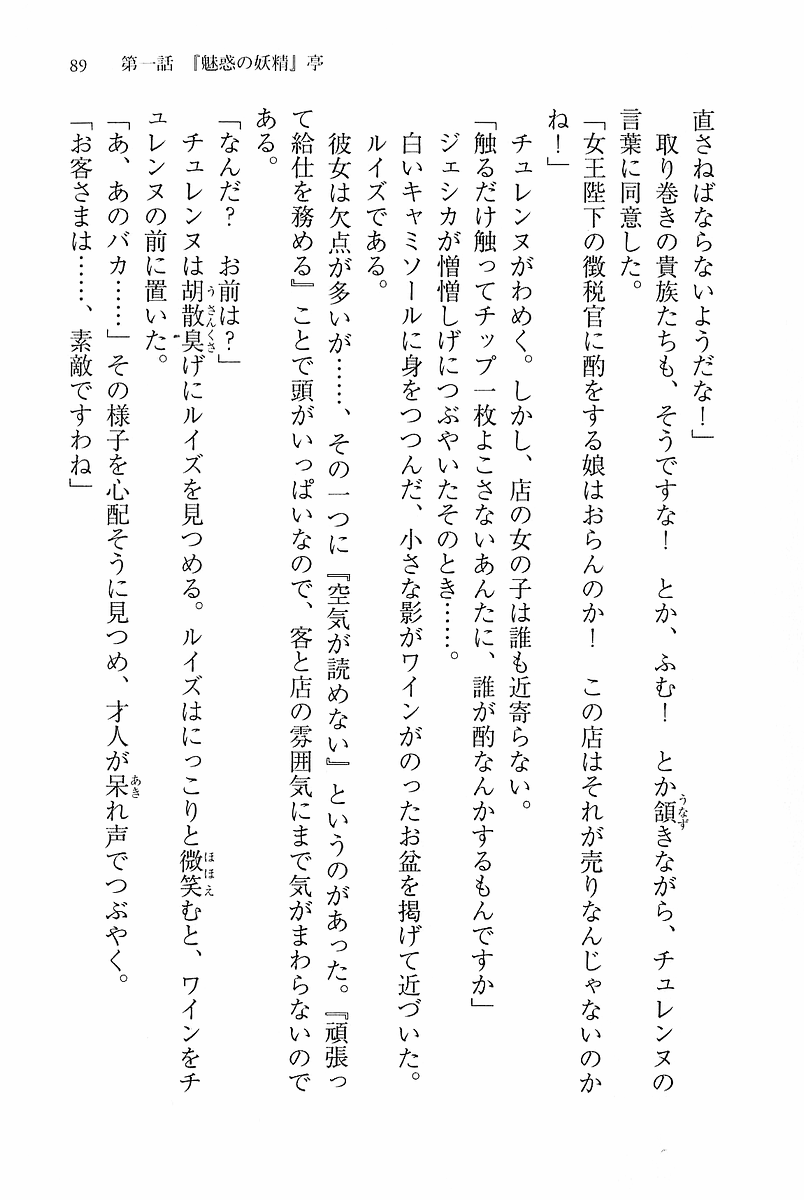 89　第一話　『魅惑の妖精』亭
直さねばならないようだな！」
　取り巻きの貴族たちも、そうですな！　とか、ふむ！　とか頷きながら、チュレンヌの
言葉に同意した。
「女王陛下の徴税官に酌をする娘はおらんのか！　この店はそれが売りなんじゃないのか
ね！」
　チュレンヌがわめく。しかし、店の女の子は誰も近寄らない。
「触るだけ触ってチップ一枚よこさないあんたに、誰が酌なんかするもんですか」
　ジェシカが憎憎しげにつぶやいたそのとき……。
　白いキャミソールに身をつつんだ、小さな影がワインがのったお盆を掲げて近づいた。
　ルイズである。
　彼女は欠点が多いが……、その一つに『空気が読めない』というのがあった。『頑張っ
て給仕を務める』ことで頭がいっぱいなので、客と店の雰囲気にまで気がまわらないので
ある。
「なんだ？　お前は？」
　チュレンヌは胡散臭げにルイズを見つめる。ルイズはにっこりと微笑むと、ワインをチ
ュレンヌの前に置いた。
「あ、あのバカ……」その様子を心配そうに見つめ、才人が呆れ声でつぶやく。
「お客さまは……、素敵ですわね」